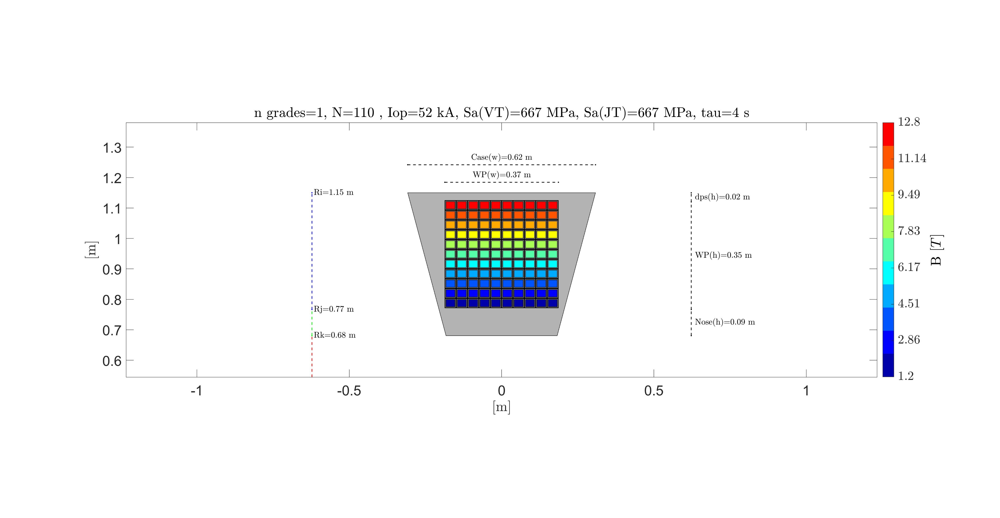 n grades=1, N=110 , Iop=52 kA, Sa(VT)=667 MPa, Sa(JT)=667 MPa, tau=4 s
Case(w)=0.62 m
WP(w)=0.37 m
Ri=1.15 m
Rj=0.77 m
Rk=0.68 m
dps(h)=0.02 m
WP(h)=0.35 m
Nose(h)=0.09 m
1.3
1.2
1.1
1
0.9
0.8
0.7
0.6
[m]
-1
-0.5
0
0.5
1
[m]
12.8
11.14
9.49
7.83
6.17
4.51
2.86
1.2
B [T]